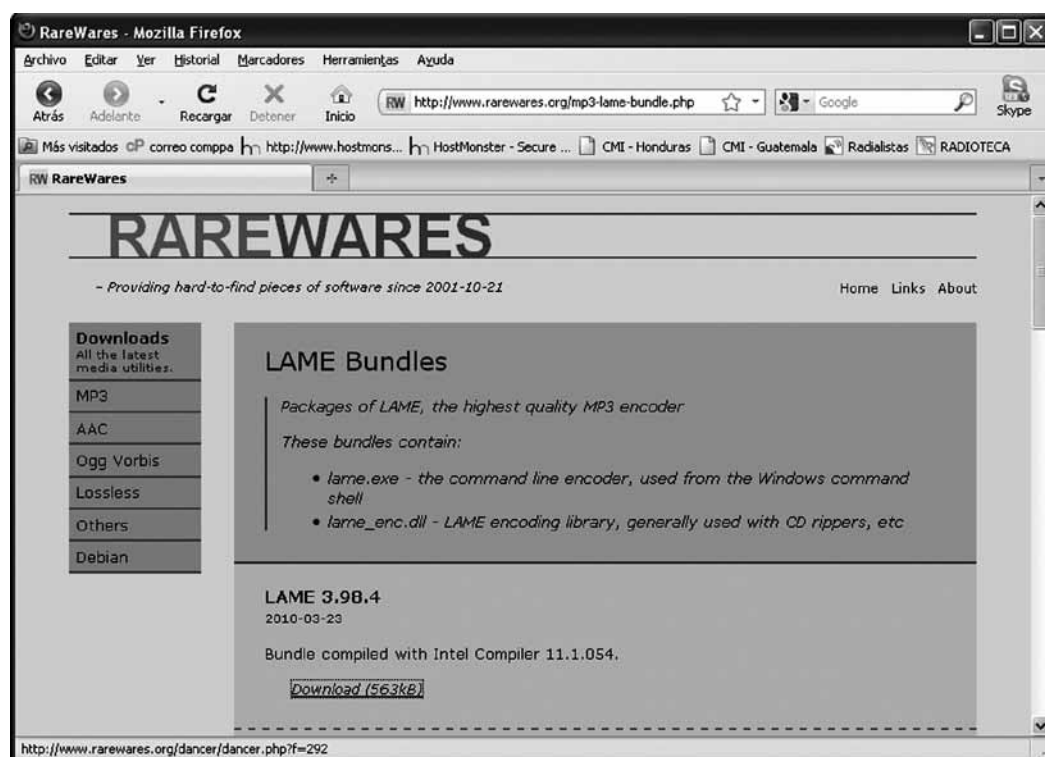 RareWares - Mozilla Firefox
Archivo Editar Ver Historial Marcadores Herramientas Ayuda
Atrás Adelante Recargar Detener Inicio RW http://www.rarewares.org/mp3-lame-bundle.php Google Skype
Más visitados cP correo comppa http://www.hostmons... HostMonster - Secure ... CMI - Honduras CMI - Guatemala Radialistas RADIOTECA
RW RareWares
RAREWARES
~ Providing hard-to-find pieces of software since 2001-10-21
Home Links About
Downloads
All the latest
media utilities.
MP3
AAC
Ogg Vorbis
Lossless
Others
Debian
LAME Bundles
Packages of LAME, the highest quality MP3 encoder
These bundles contain:
• lame.exe - the command line encoder, used from the Windows command
shell
• lame_enc.dll - LAME encoding library, generally used with CD rippers, etc
LAME 3.98.4
2010-03-23
Bundle compiled with Intel Compiler 11.1.054.
Download (563kB)
http://www.rarewares.org/dancer/dancer.php?f=292